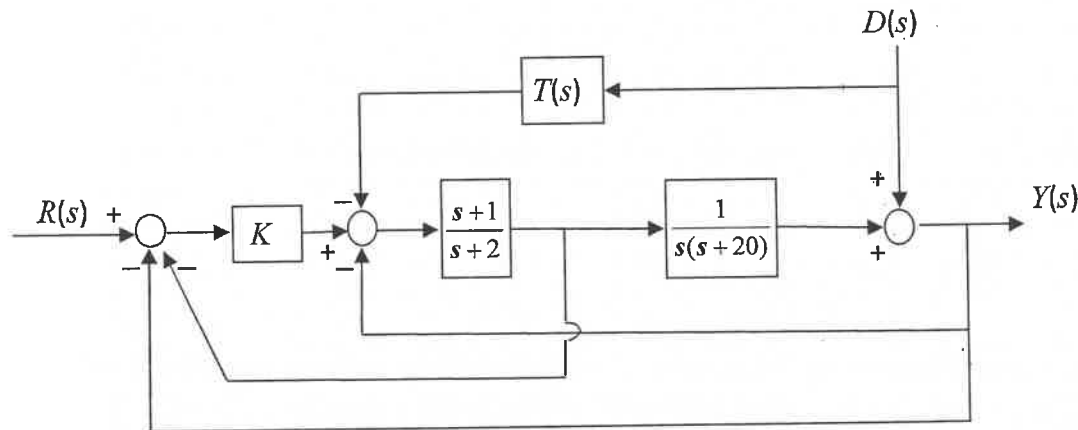 D(s)
T(s)
−
+
R(s) +
K
+
s+1
s+2
1
s(s+20)
+
Y(s)
−
−
−